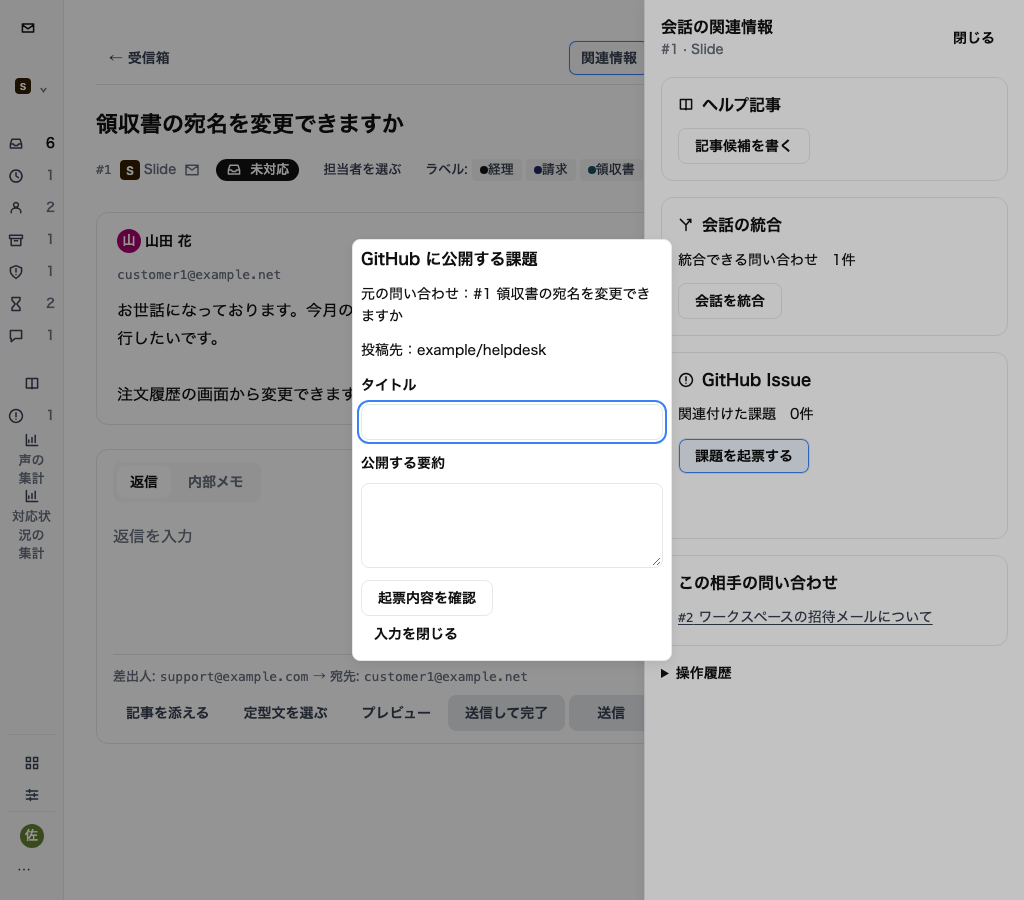 S
6
1
2
1
1
2
1
1
声の
集計
対応状
況の
集計
佐
...
← 受信箱
関連情報
領収書の宛名を変更できますか
#1 S Slide 未対応 担当者を選ぶ ラベル: 経理 請求 領収書
山 山田 花
customer1@example.net
お世話になっております。今月の
行したいです。
注文履歴の画面から変更できます
返信 内部メモ
返信を入力
差出人: support@example.com → 宛先: customer1@example.net
記事を添える 定型文を選ぶ プレビュー 送信して完了 送信
GitHub に公開する課題
元の問い合わせ：#1 領収書の宛名を変更でき
ますか
投稿先：example/helpdesk
タイトル
公開する要約
起票内容を確認
入力を閉じる
会話の関連情報
#1 · Slide
閉じる
ヘルプ記事
記事候補を書く
会話の統合
統合できる問い合わせ 1件
会話を統合
GitHub Issue
関連付けた課題 0件
課題を起票する
この相手の問い合わせ
#2 ワークスペースの招待メールについて
▶ 操作履歴